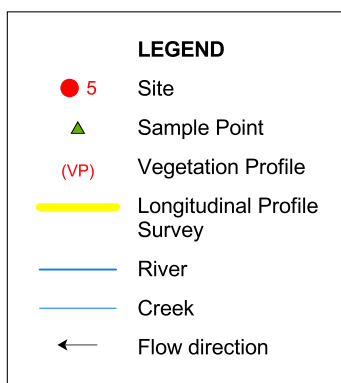 LEGEND
5 Site
Sample Point
(VP) Vegetation Profile
Longitudinal Profile
Survey
River
Creek
Flow direction